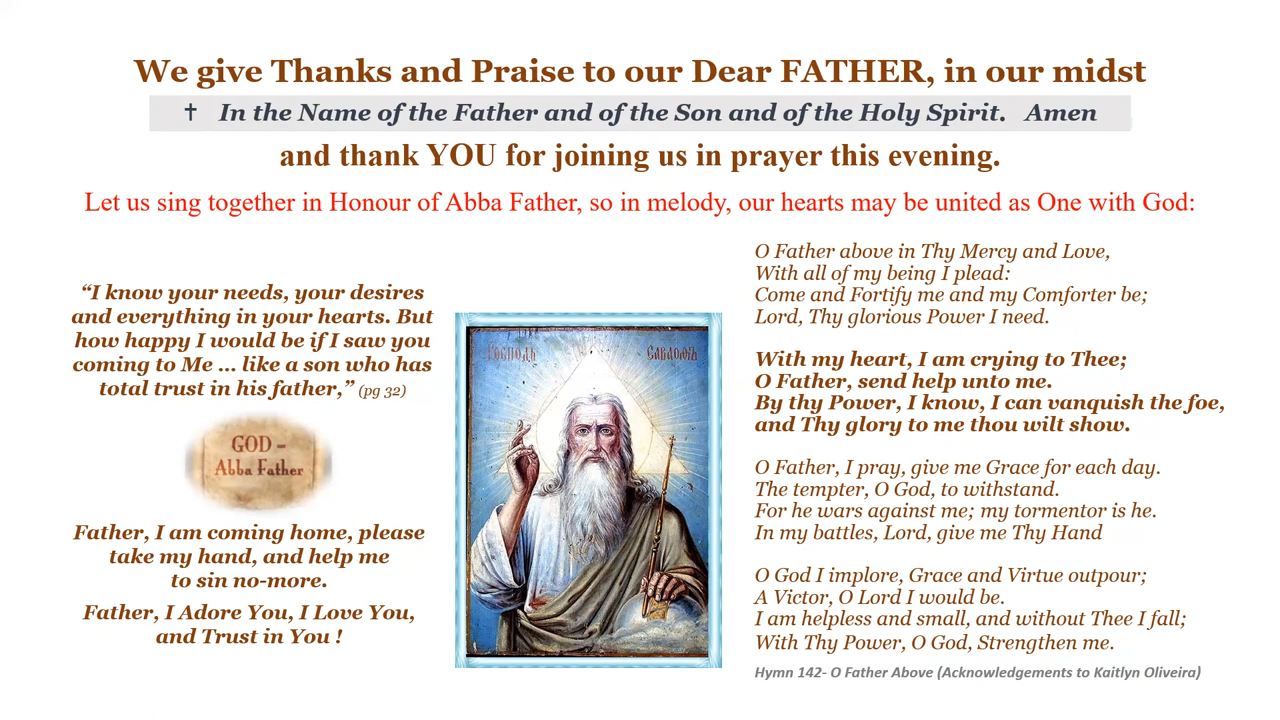 We give Thanks and Praise to our Dear FATHER, in our midst
✝ In the Name of the Father and of the Son and of the Holy Spirit. Amen
and thank YOU for joining us in prayer this evening.
Let us sing together in Honour of Abba Father, so in melody, our hearts may be united as One with God:
“I know your needs, your desires
and everything in your hearts. But
how happy I would be if I saw you
coming to Me ... like a son who has
total trust in his father,” (pg 32)
GOD –
Abba Father
Father, I am coming home, please
take my hand, and help me
to sin no-more.
Father, I Adore You, I Love You,
and Trust in You !
Господь Саваоѳъ
O Father above in Thy Mercy and Love,
With all of my being I plead:
Come and Fortify me and my Comforter be;
Lord, Thy glorious Power I need.
With my heart, I am crying to Thee;
O Father, send help unto me.
By thy Power, I know, I can vanquish the foe,
and Thy glory to me thou wilt show.
O Father, I pray, give me Grace for each day.
The tempter, O God, to withstand.
For he wars against me; my tormentor is he.
In my battles, Lord, give me Thy Hand
O God I implore, Grace and Virtue outpour;
A Victor, O Lord I would be.
I am helpless and small, and without Thee I fall;
With Thy Power, O God, Strengthen me.
Hymn 142- O Father Above (Acknowledgements to Kaitlyn Oliveira)